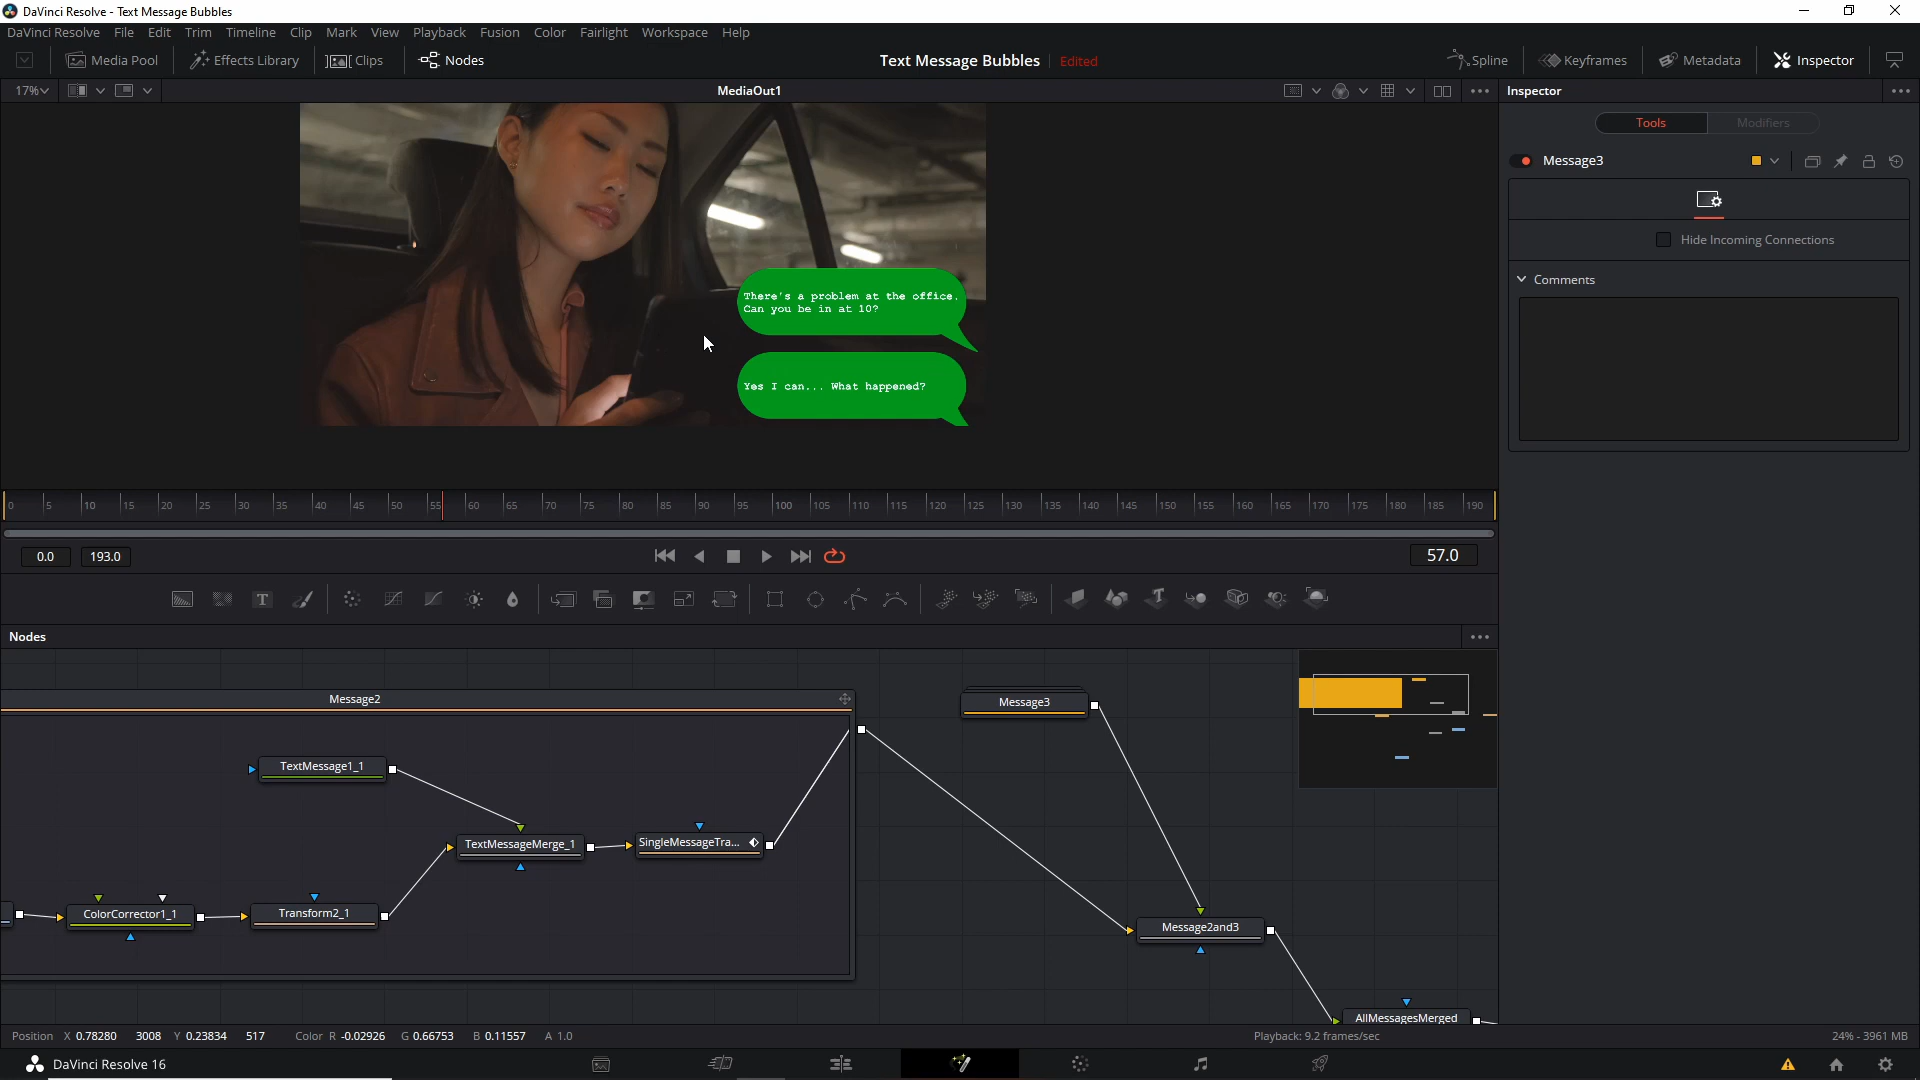 DaVinci Resolve - Text Message Bubbles
DaVinci Resolve File Edit Trim Timeline Clip Mark View Playback Fusion Color Fairlight Workspace Help
Media Pool Effects Library Clips Nodes Text Message Bubbles Edited Spline Keyframes Metadata Inspector
17% MediaOut1 Inspector
Tools Modifiers
Message3
Hide Incoming Connections
Comments
There's a problem at the office.
Can you be in at 10?
Yes I can... What happened?
0 5 10 15 20 25 30 35 40 45 50 55 60 65 70 75 80 85 90 95 100 105 110 115 120 125 130 135 140 145 150 155 160 165 170 175 180 185 190
0.0 193.0 57.0
T
Nodes
Message2
Message3
TextMessage1_1
TextMessageMerge_1 SingleMessageTra...
ColorCorrector1_1 Transform2_1
Message2and3
AllMessagesMerged
Position X 0.78280 3008 Y 0.23834 517 Color R -0.02926 G 0.66753 B 0.11557 A 1.0 Playback: 9.2 frames/sec 24% - 3961 MB
DaVinci Resolve 16